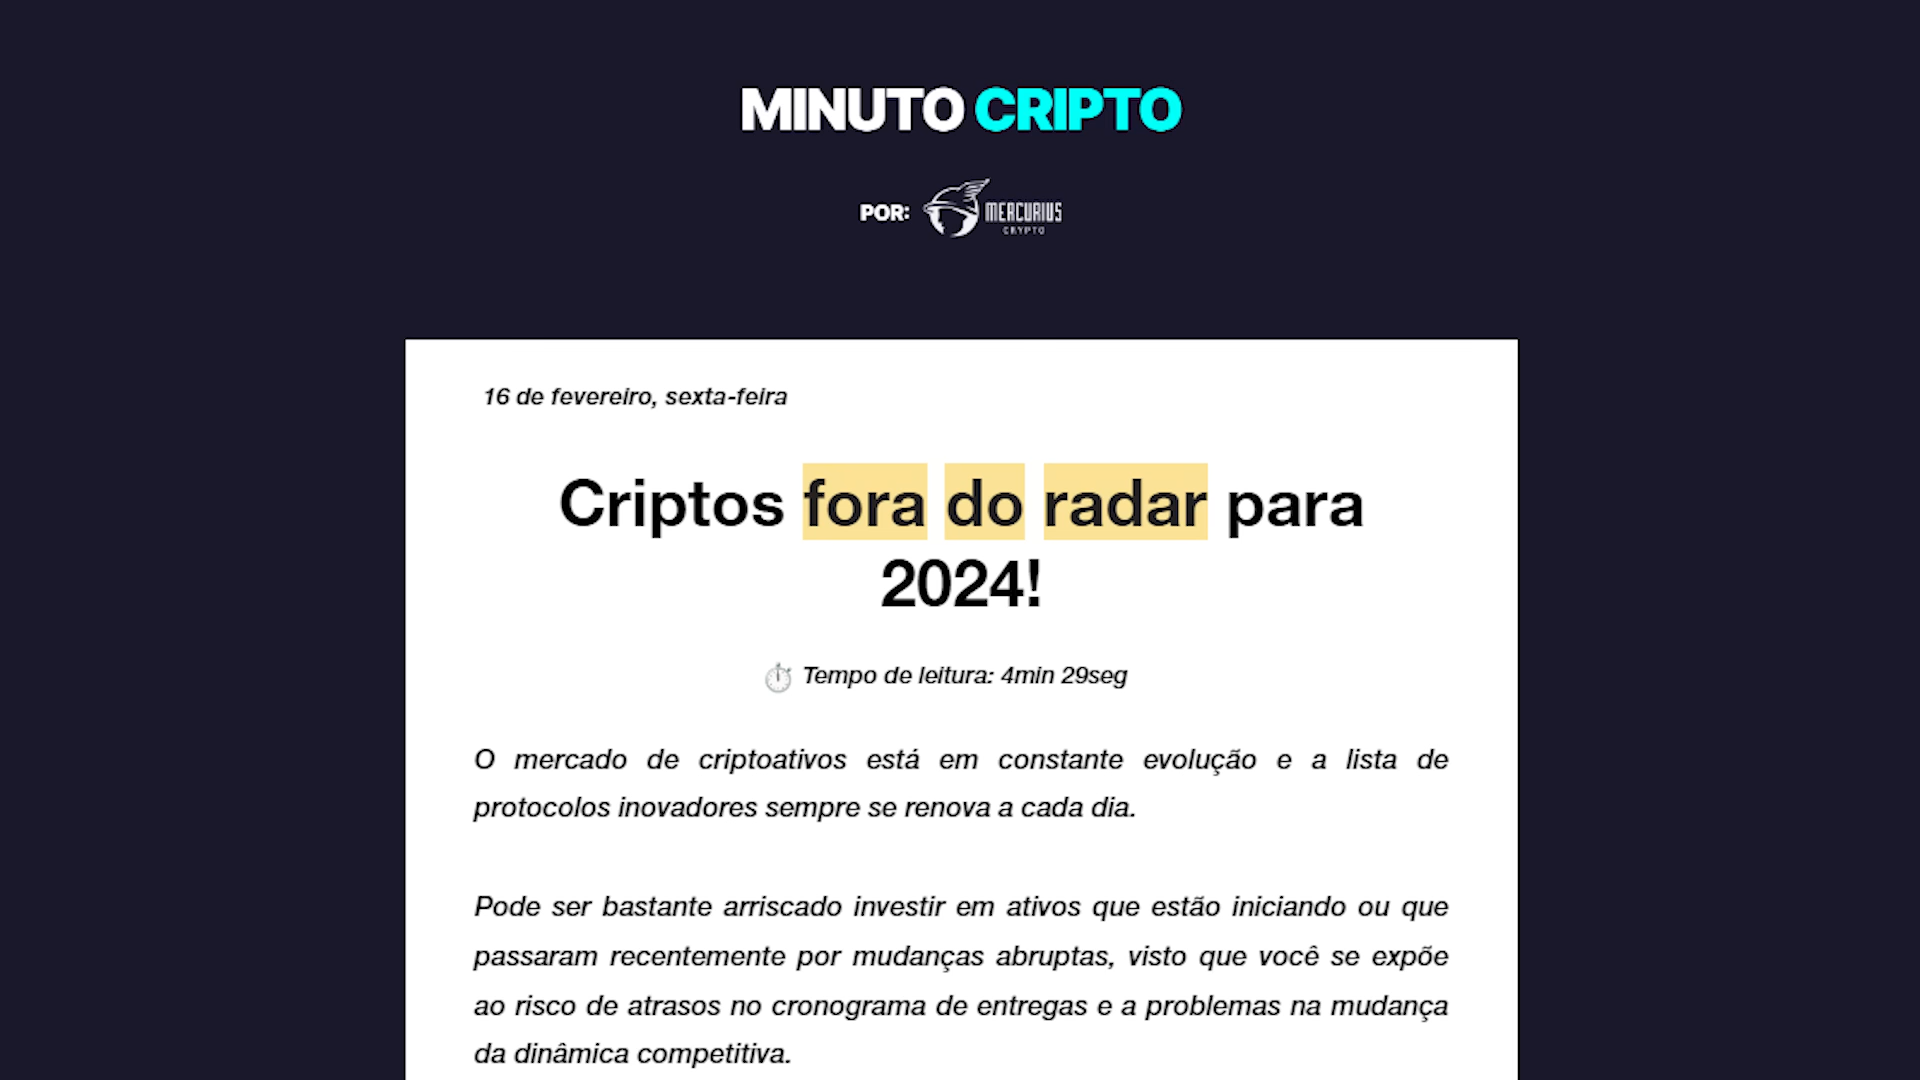 MINUTO CRIPTO
POR: MERCURIUS
CRYPTO
16 de fevereiro, sexta-feira
Criptos fora do radar para
2024!
Tempo de leitura: 4min 29seg
O mercado de criptoativos está em constante evolução e a lista de
protocolos inovadores sempre se renova a cada dia.
Pode ser bastante arriscado investir em ativos que estão iniciando ou que
passaram recentemente por mudanças abruptas, visto que você se expõe
ao risco de atrasos no cronograma de entregas e a problemas na mudança
da dinâmica competitiva.